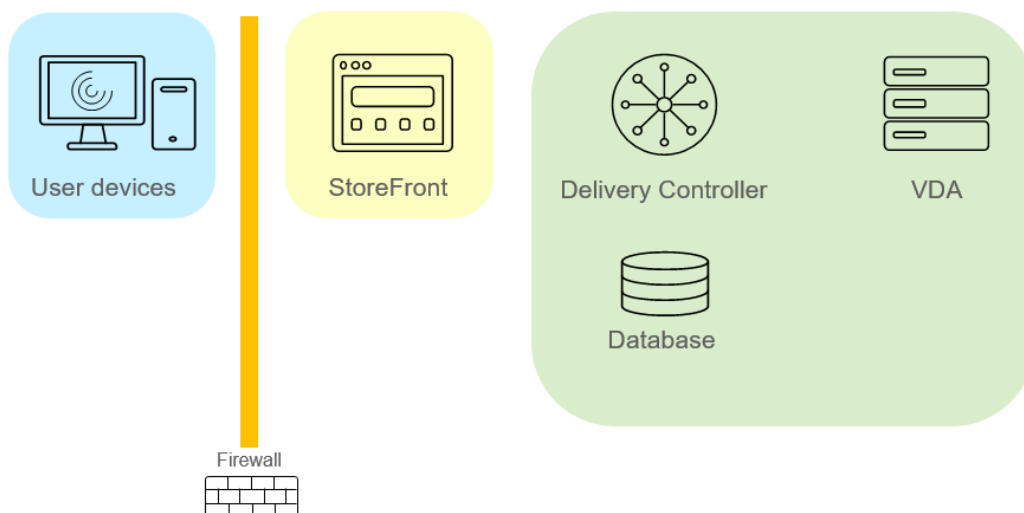 User devices
StoreFront
Delivery Controller
VDA
Database
Firewall